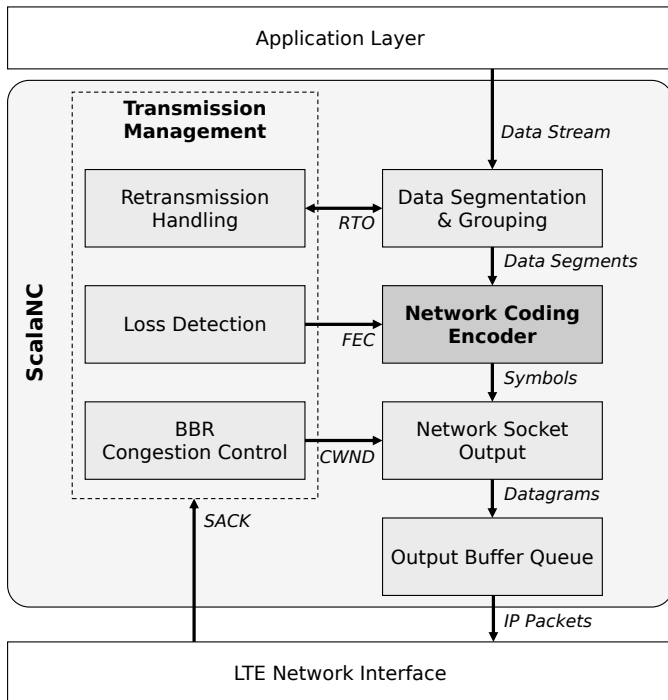 Application Layer
Transmission
Management
Data Stream
Retransmission
Handling
RTO
Data Segmentation
& Grouping
Data Segments
ScalaNC
Loss Detection
FEC
Network Coding
Encoder
Symbols
BBR
Congestion Control
CWND
Network Socket
Output
SACK
Datagrams
Output Buffer Queue
IP Packets
LTE Network Interface